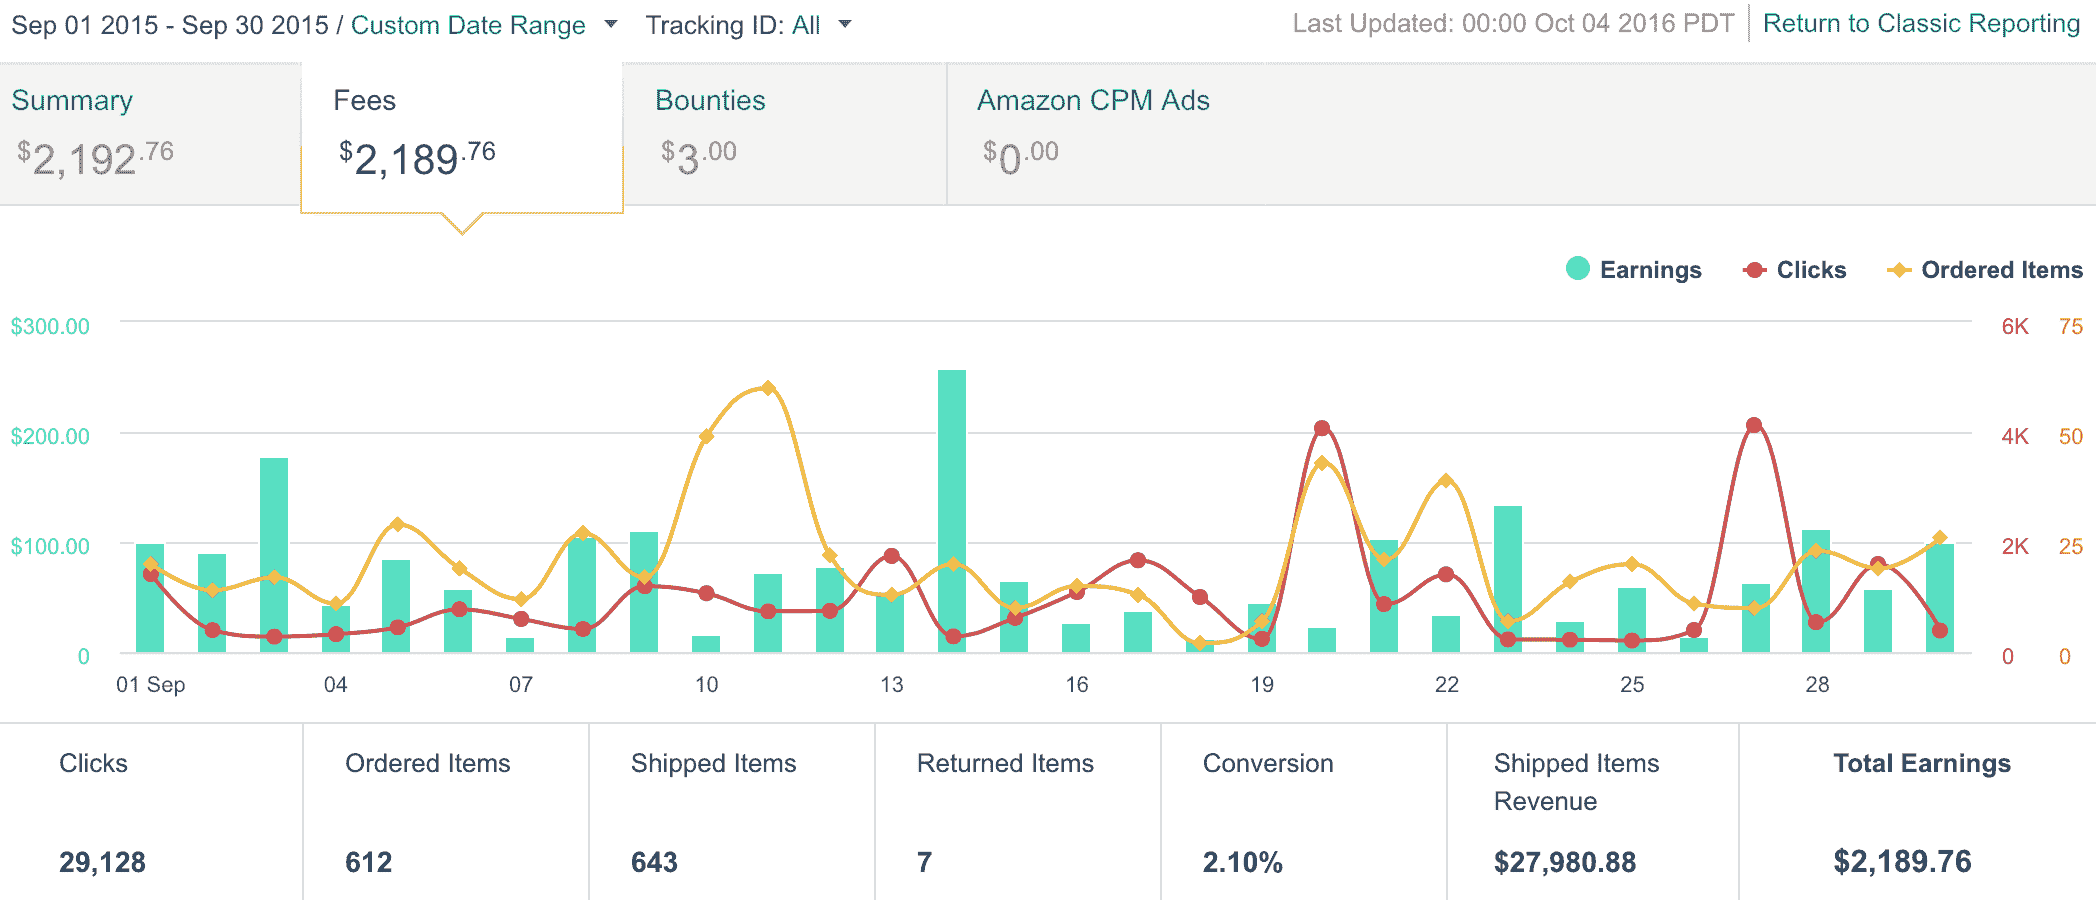 Sep 01 2015 - Sep 30 2015 / Custom Date Range Tracking ID: All Last Updated: 00:00 Oct 04 2016 PDT Return to Classic Reporting
Summary Fees Bounties Amazon CPM Ads
$2,192.76 $2,189.76 $3.00 $0.00
Earnings Clicks Ordered Items
$300.00 6K 75
$200.00 4K 50
$100.00 2K 25
0 0 0
01 Sep 04 07 10 13 16 19 22 25 28
Clicks Ordered Items Shipped Items Returned Items Conversion Shipped Items Total Earnings
Revenue
29,128 612 643 7 2.10% $27,980.88 $2,189.76